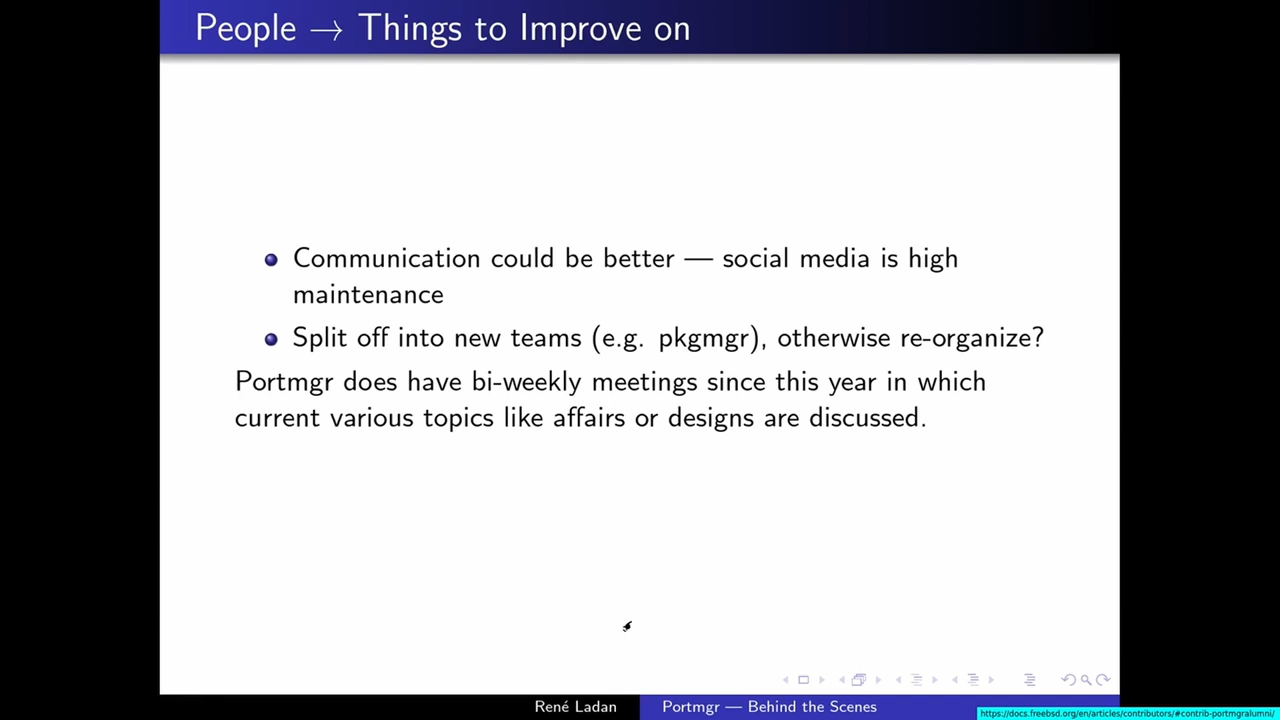 People → Things to Improve on
Communication could be better — social media is high
maintenance
Split off into new teams (e.g. pkgmgr), otherwise re-organize?
Portmgr does have bi-weekly meetings since this year in which
current various topics like affairs or designs are discussed.
René Ladan
Portmgr — Behind the Scenes
https://docs.freebsd.org/en/articles/contributors/#contrib-portmgralumni/